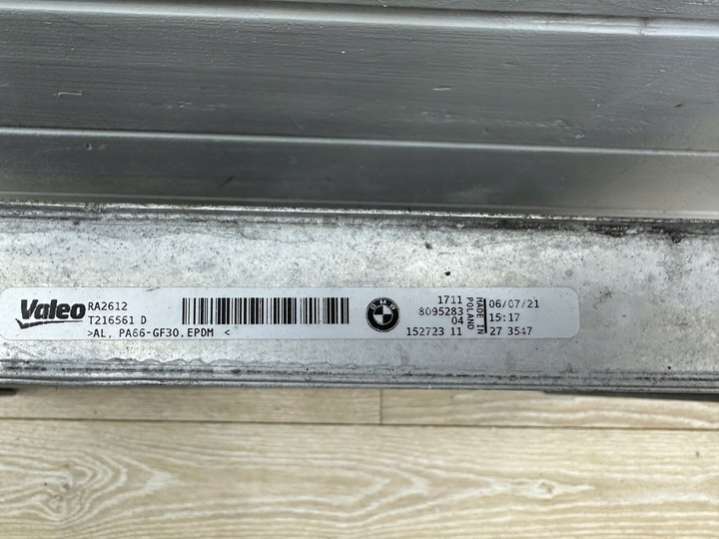 Valeo RA2612
T216561 D
>AL, PA66-GF30,EPDM <
BMW
1711
8095283
04
152723 11
MADE IN
POLAND
06/07/21
15:17
27 3547